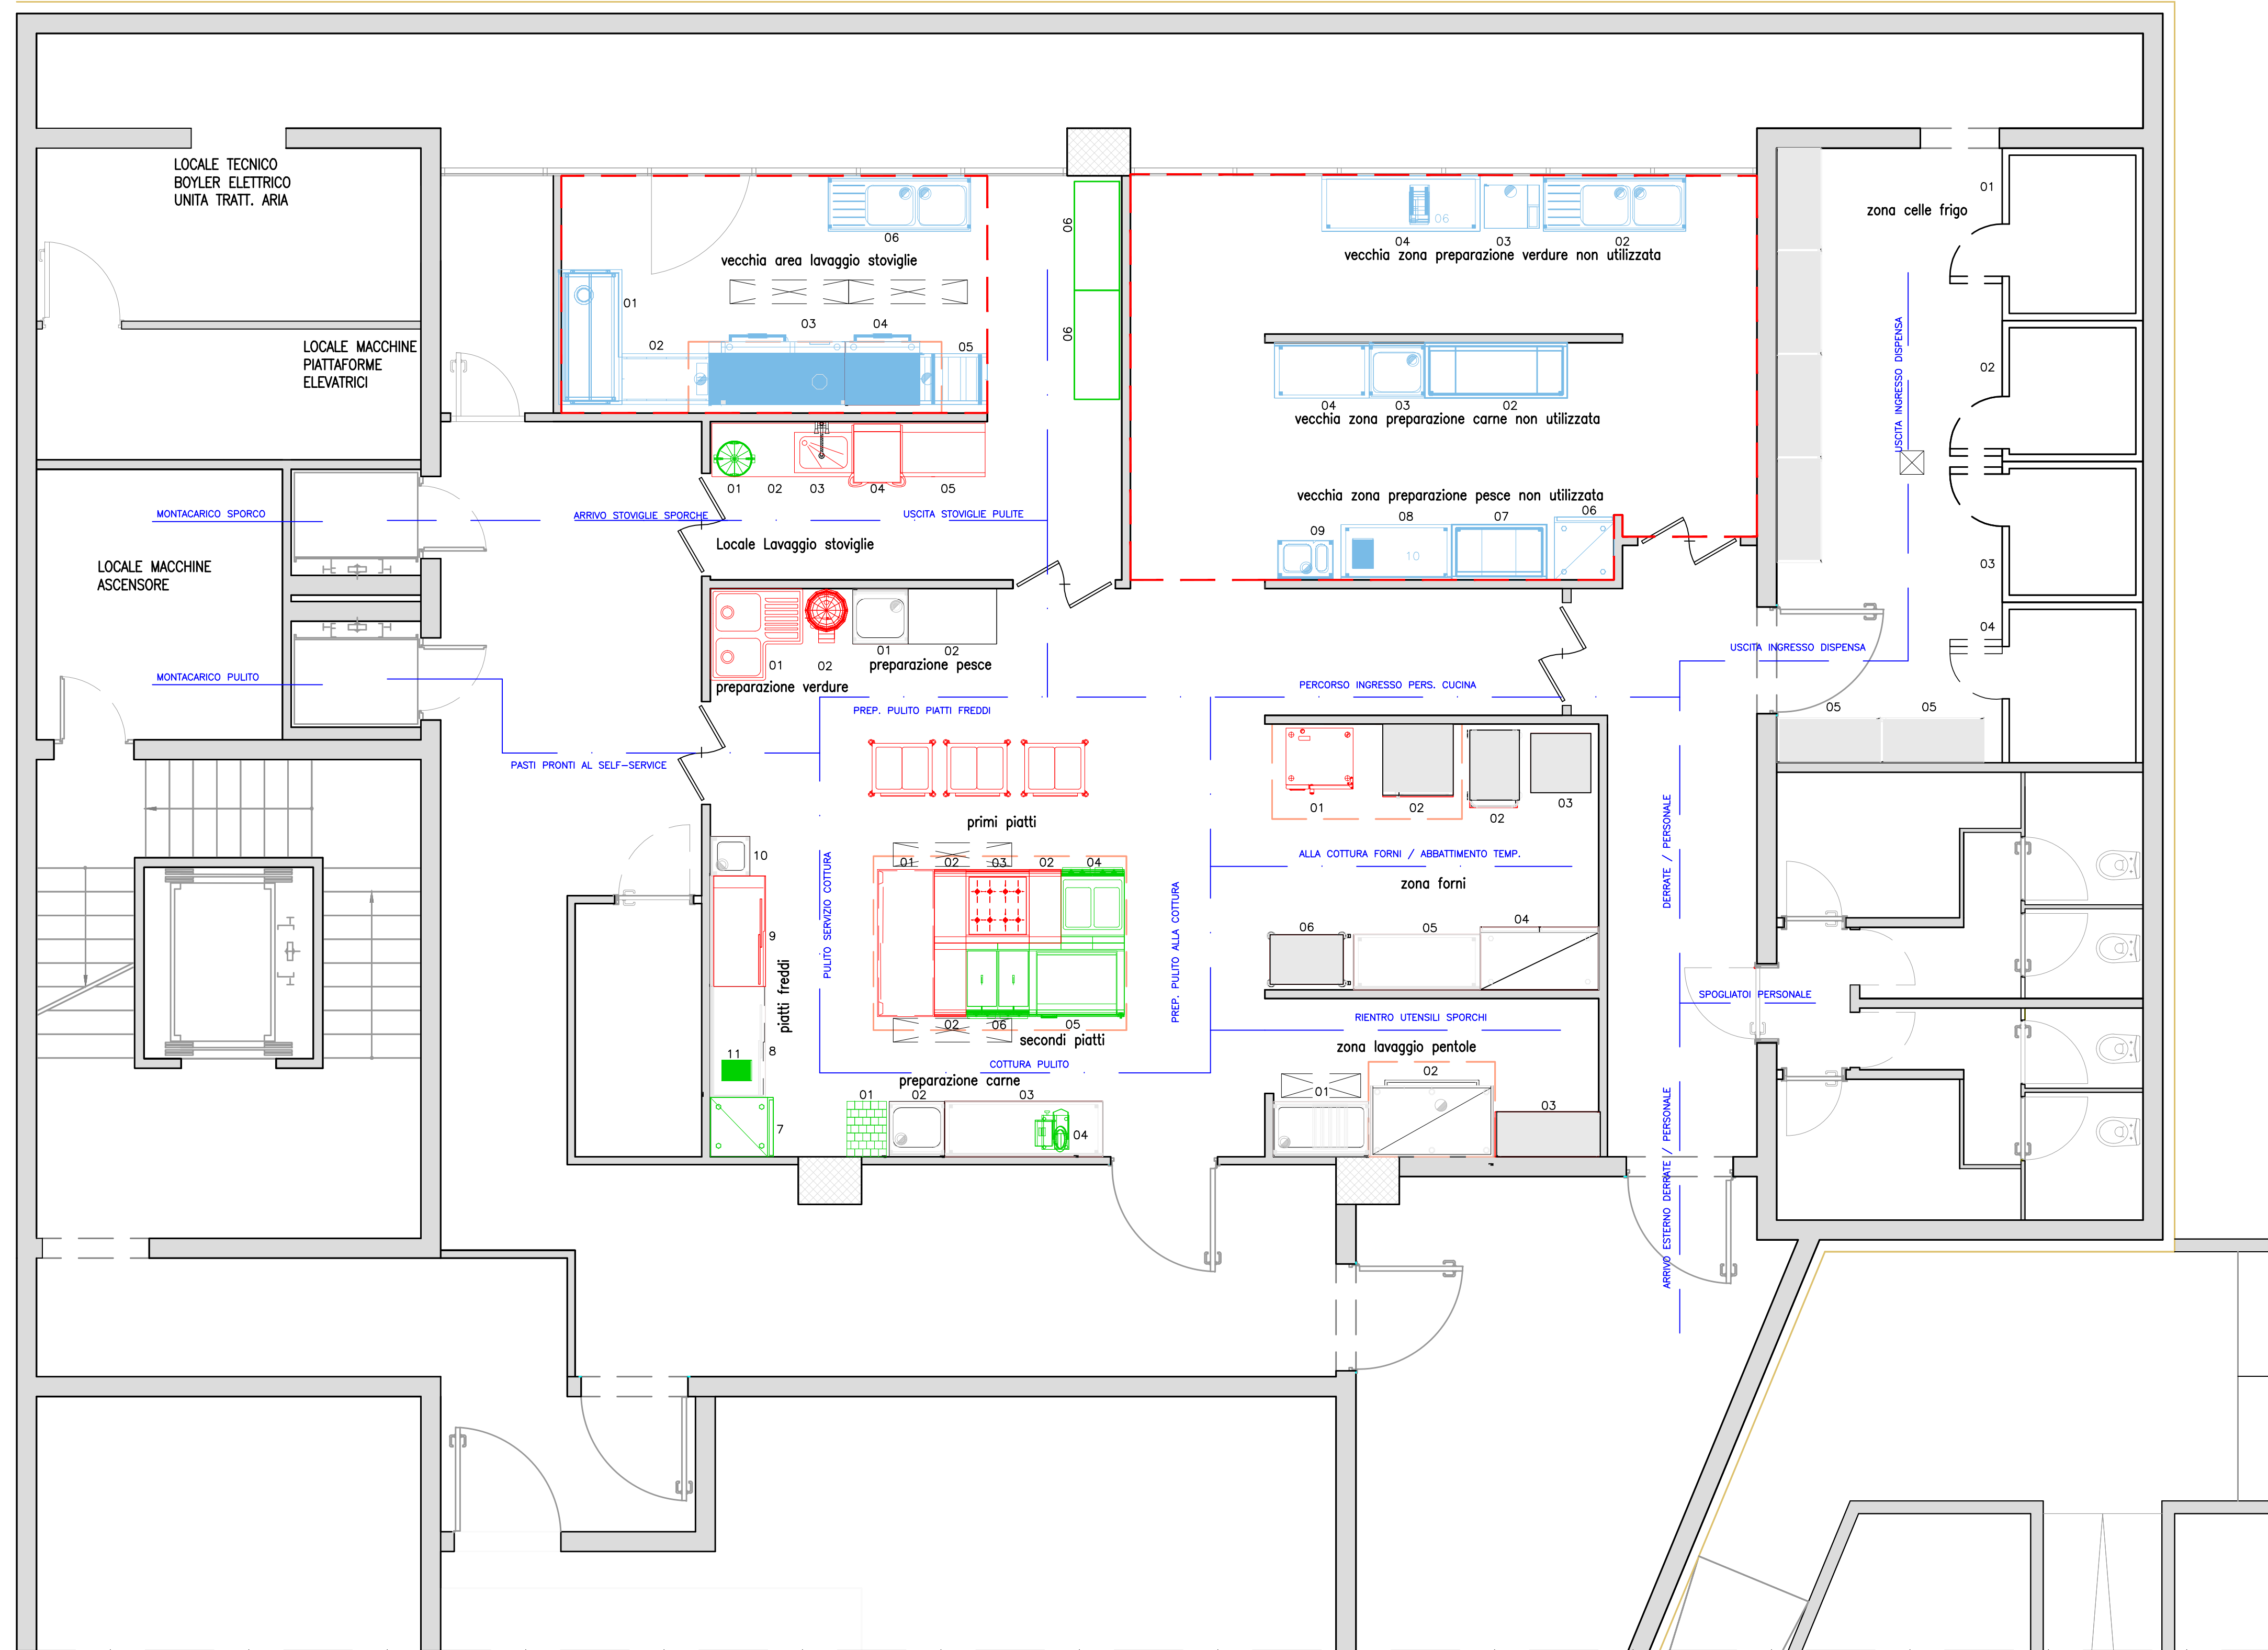 LOCALE TECNICO
BOYLER ELETTRICO
UNITA TRATT. ARIA
LOCALE MACCHINE
PIATTAFORME
ELEVATRICI
06
vecchia area lavaggio stoviglie
01
02
03
04
05
06
06
06
04
03
02
vecchia zona preparazione verdure non utilizzata
04
03
02
vecchia zona preparazione carne non utilizzata
vecchia zona preparazione pesce non utilizzata
09
08
10
07
06
01
zona celle frigo
02
03
04
USCITA INGRESSO DISPENSA
USCITA INGRESSO DISPENSA
05
05
01
02
03
04
05
MONTACARICO SPORCO
ARRIVO STOVIGLIE SPORCHE
USCITA STOVIGLIE PULITE
Locale Lavaggio stoviglie
LOCALE MACCHINE
ASCENSORE
MONTACARICO PULITO
01
02
preparazione verdure
01
02
preparazione pesce
PREP. PULITO PIATTI FREDDI
PERCORSO INGRESSO PERS. CUCINA
PASTI PRONTI AL SELF-SERVICE
primi piatti
01
02
02
03
ALLA COTTURA FORNI / ABBATTIMENTO TEMP.
zona forni
06
05
04
DERRATE / PERSONALE
PULITO SERVIZIO COTTURA
PREP. PULITO ALLA COTTURA
10
9
piatti freddi
8
11
7
01
02
03
02
04
02
06
05
secondi piatti
COTTURA PULITO
preparazione carne
01
02
03
04
SPOGLIATOI PERSONALE
RIENTRO UTENSILI SPORCHI
zona lavaggio pentole
01
02
03
ARRIVO ESTERNO DERRATE / PERSONALE